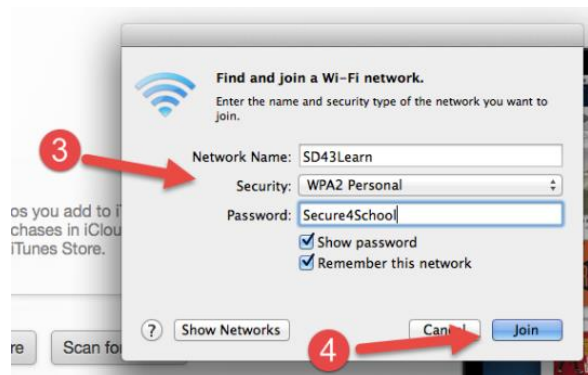 Find and join a Wi-Fi network.
Enter the name and security type of the network you want to
join.
3
Network Name: SD43Learn
Security: WPA2 Personal
Password: Secure4School
Show password
Remember this network
os you add to i
chases in iClou
iTunes Store.
? Show Networks Cancel Join
4
re Scan fo